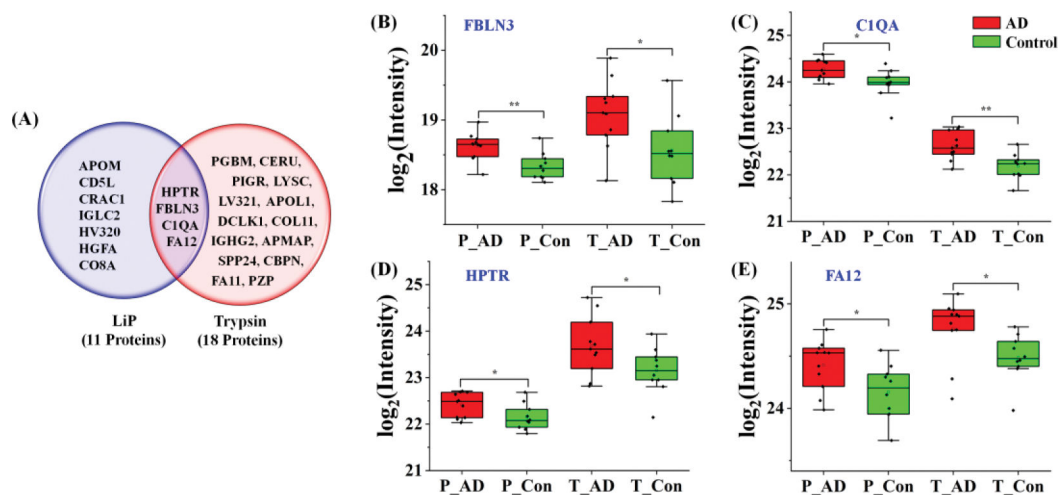 (A)
APOM
CD5L
CRAC1
IGLC2
HV320
HGFA
CO8A
HPTR
FBLN3
C1QA
FA12
PGBM, CERU,
PIGR, LYSC,
LV321, APOL1,
DCLK1, COL11,
IGHG2, APMAP,
SPP24, CBPN,
FA11, PZP
LiP
(11 Proteins)
Trypsin
(18 Proteins)
(B)
FBLN3
log2(Intensity)
20
19
18
**
*
P_AD P_Con T_AD T_Con
(C)
C1QA
AD
Control
log2(Intensity)
25
24
23
22
21
*
**
P_AD P_Con T_AD T_Con
(D)
HPTR
log2(Intensity)
25
24
23
22
21
*
*
P_AD P_Con T_AD T_Con
(E)
FA12
log2(Intensity)
25
24
*
*
P_AD P_Con T_AD T_Con